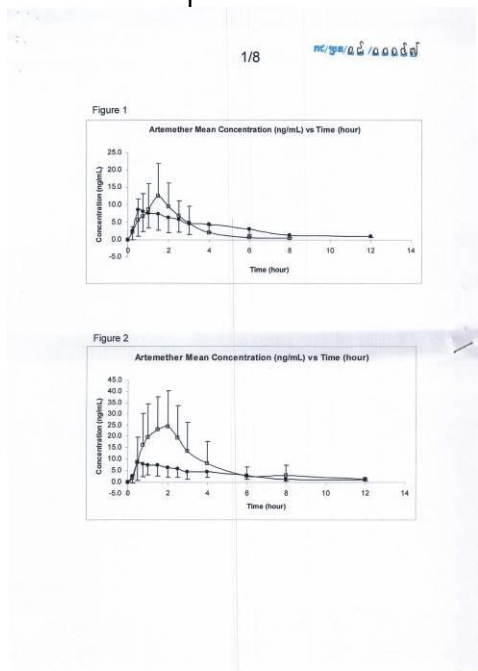 1/8
Figure 1
Artemether Mean Concentration (ng/mL) vs Time (hour)
Concentration (ng/mL)
25.0
20.0
15.0
10.0
5.0
0.0
-5.0
0 2 4 6 8 10 12 14
Time (hour)
Figure 2
Artemether Mean Concentration (ng/mL) vs Time (hour)
Concentration (ng/mL)
45.0
40.0
35.0
30.0
25.0
20.0
15.0
10.0
5.0
0.0
-5.0
0 2 4 6 8 10 12 14
Time (hour)